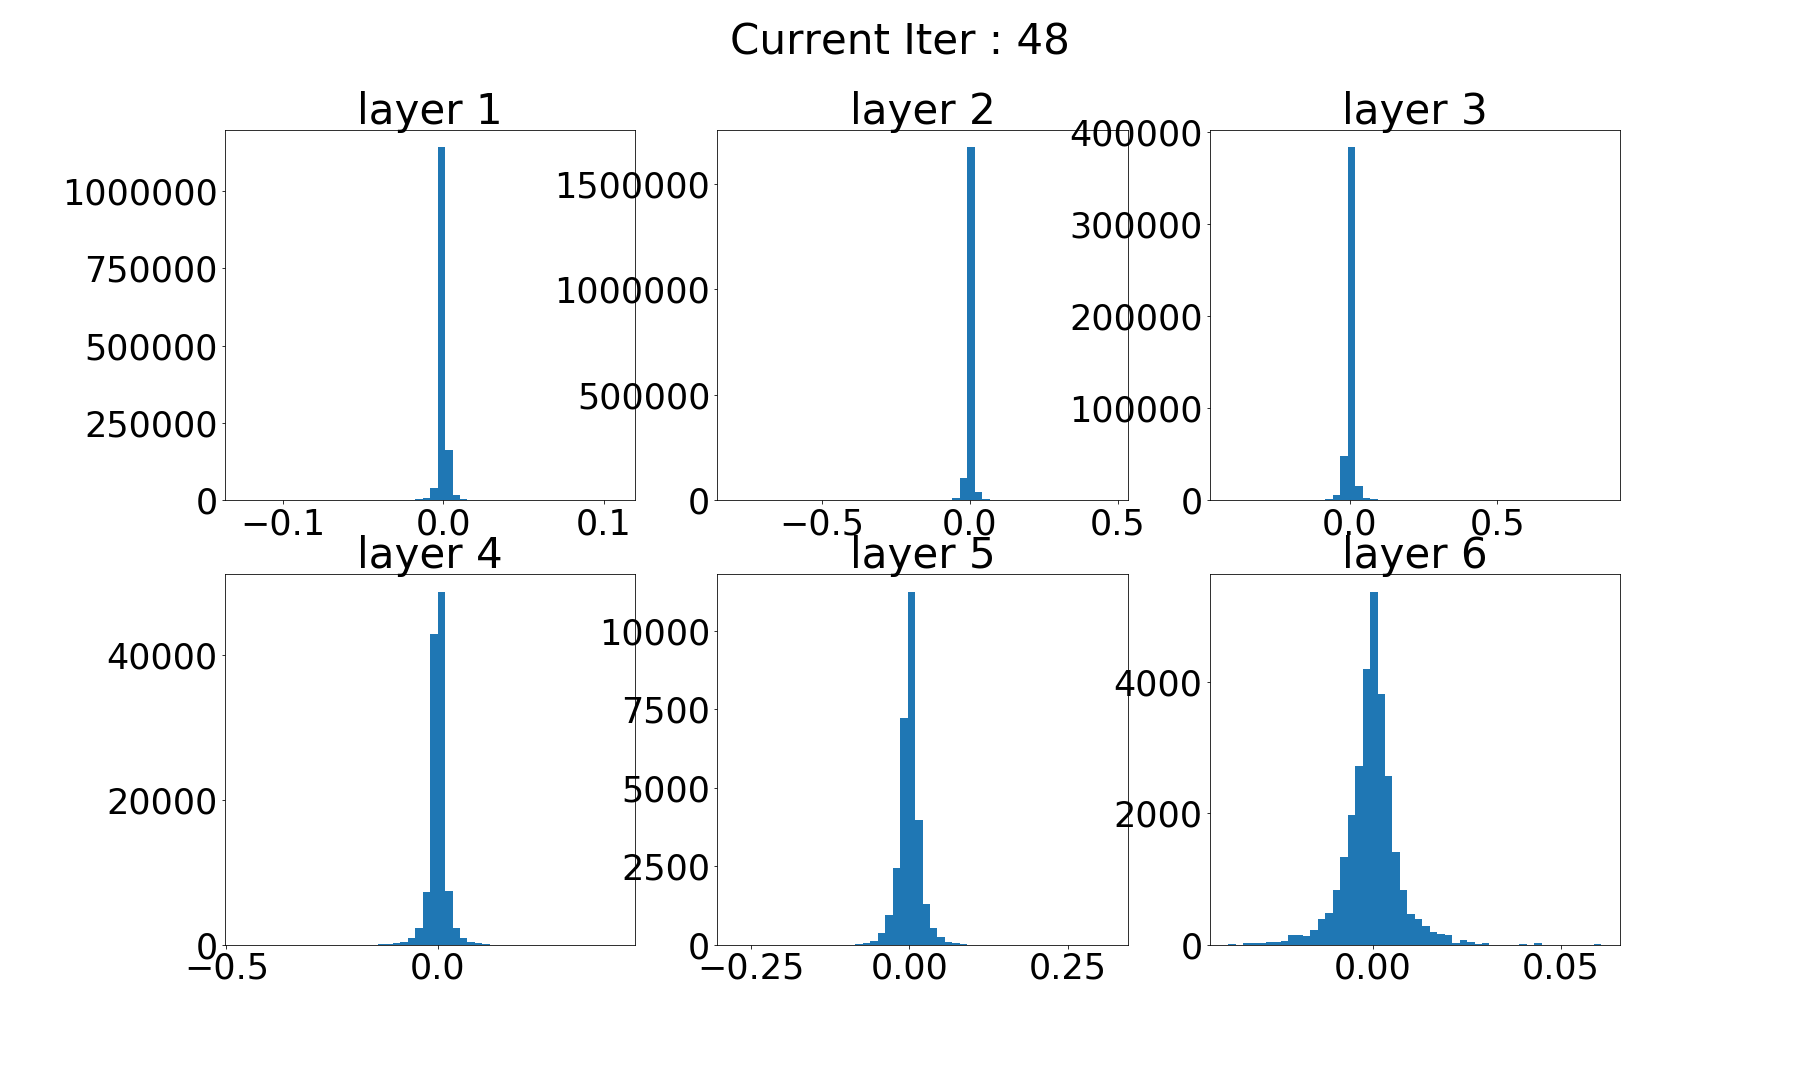 Current Iter : 48
layer 1
1000000
750000
500000
250000
0
−0.1 0.0 0.1
layer 2
1500000
1000000
500000
0
−0.5 0.0 0.5
layer 3
400000
300000
200000
100000
0
0.0 0.5
layer 4
40000
20000
0
−0.5 0.0
layer 5
10000
7500
5000
2500
0
−0.25 0.00 0.25
layer 6
4000
2000
0
0.00 0.05